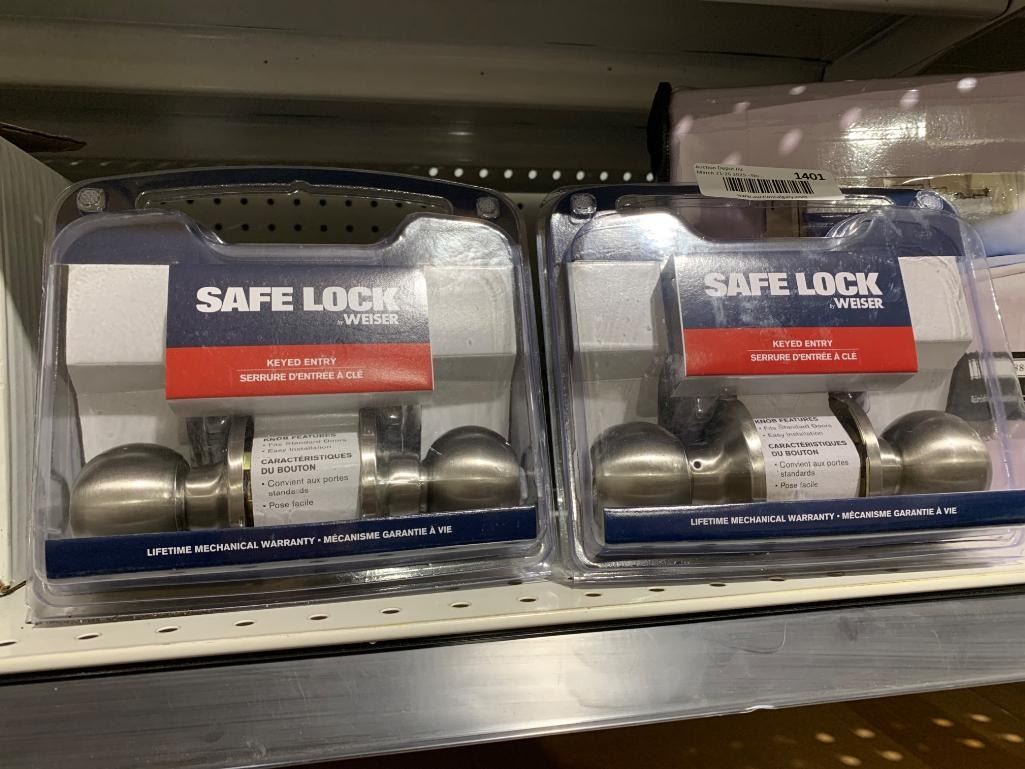 SAFE LOCK
by WEISER
KEYED ENTRY
SERRURE D'ENTRÉE À CLÉ
KNOB FEATURES
• Fits Standard Doors
• Easy Installation
CARACTÉRISTIQUES
DU BOUTON
• Convient aux portes
standards
• Pose facile
LIFETIME MECHANICAL WARRANTY • MÉCANISME GARANTIE À VIE
1401
SAFE LOCK
by WEISER
KEYED ENTRY
SERRURE D'ENTRÉE À CLÉ
KNOB FEATURES
• Fits Standard Doors
• Easy Installation
CARACTÉRISTIQUES
DU BOUTON
• Convient aux portes
standards
• Pose facile
LIFETIME MECHANICAL WARRANTY • MÉCANISME GARANTIE À VIE